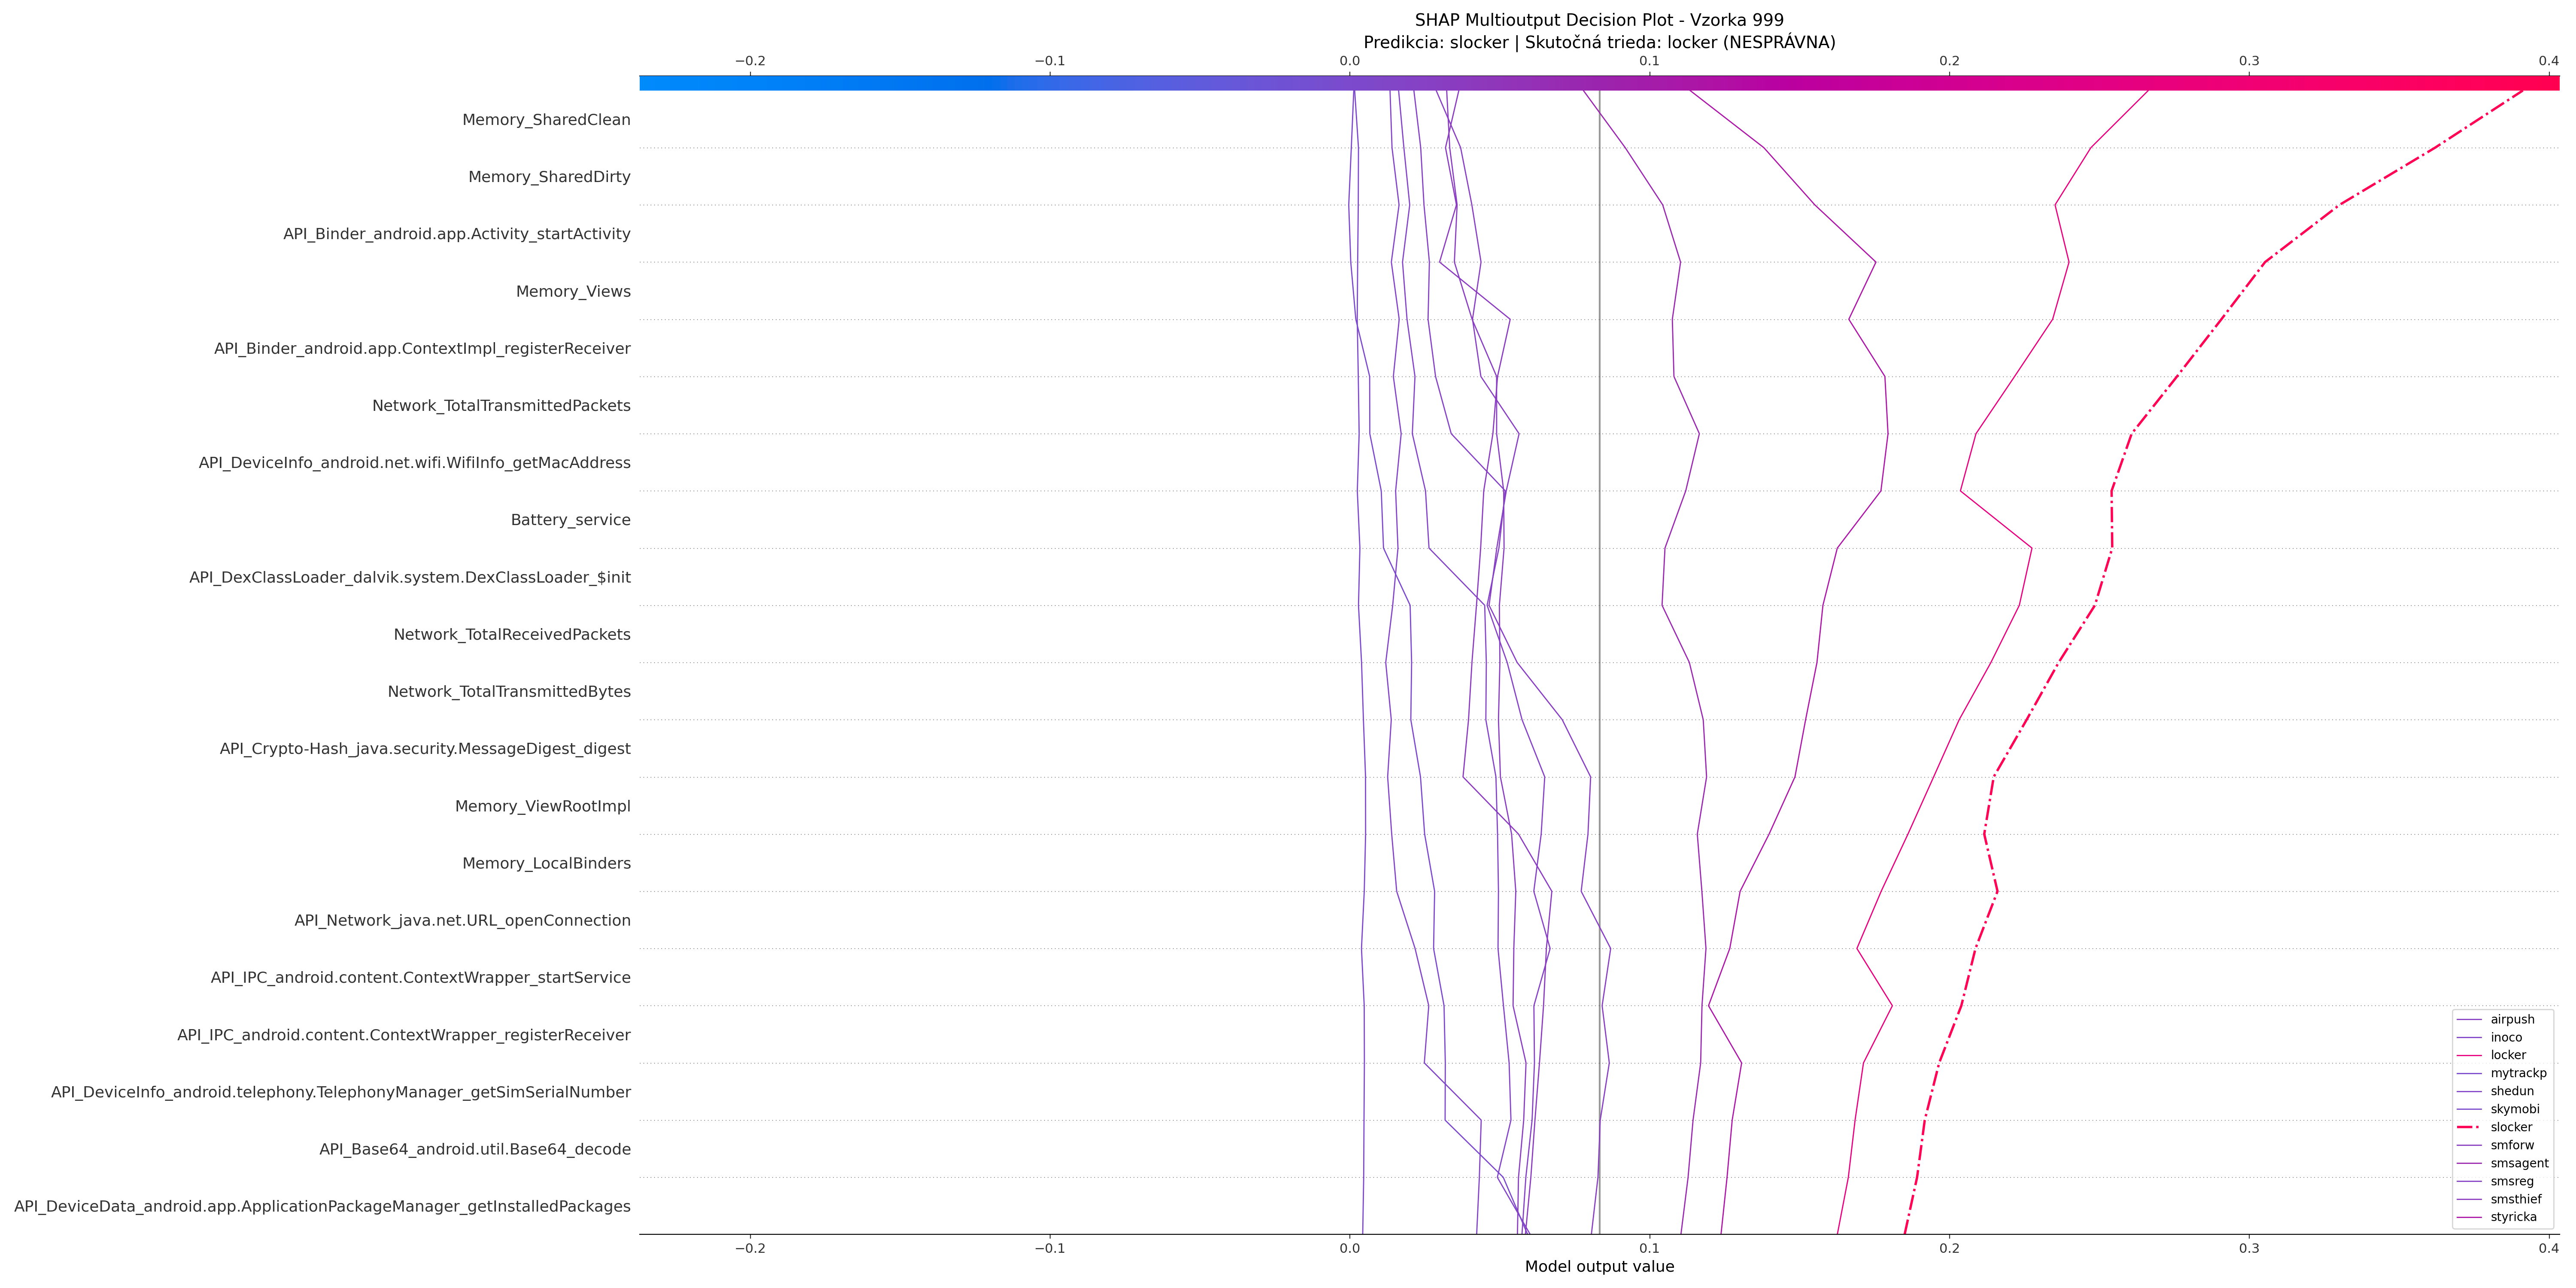 SHAP Multioutput Decision Plot - Vzorka 999
Predikcia: slocker | Skutočná trieda: locker (NESPRÁVNA)
−0.2 −0.1 0.0 0.1 0.2 0.3 0.4
Memory_SharedClean
Memory_SharedDirty
API_Binder_android.app.Activity_startActivity
Memory_Views
API_Binder_android.app.ContextImpl_registerReceiver
Network_TotalTransmittedPackets
API_DeviceInfo_android.net.wifi.WifiInfo_getMacAddress
Battery_service
API_DexClassLoader_dalvik.system.DexClassLoader_$init
Network_TotalReceivedPackets
Network_TotalTransmittedBytes
API_Crypto-Hash_java.security.MessageDigest_digest
Memory_ViewRootImpl
Memory_LocalBinders
API_Network_java.net.URL_openConnection
API_IPC_android.content.ContextWrapper_startService
API_IPC_android.content.ContextWrapper_registerReceiver
API_DeviceInfo_android.telephony.TelephonyManager_getSimSerialNumber
API_Base64_android.util.Base64_decode
API_DeviceData_android.app.ApplicationPackageManager_getInstalledPackages
airpush
inoco
locker
mytrackp
shedun
skymobi
slocker
smforw
smsagent
smsreg
smsthief
styricka
−0.2 −0.1 0.0 0.1 0.2 0.3 0.4
Model output value